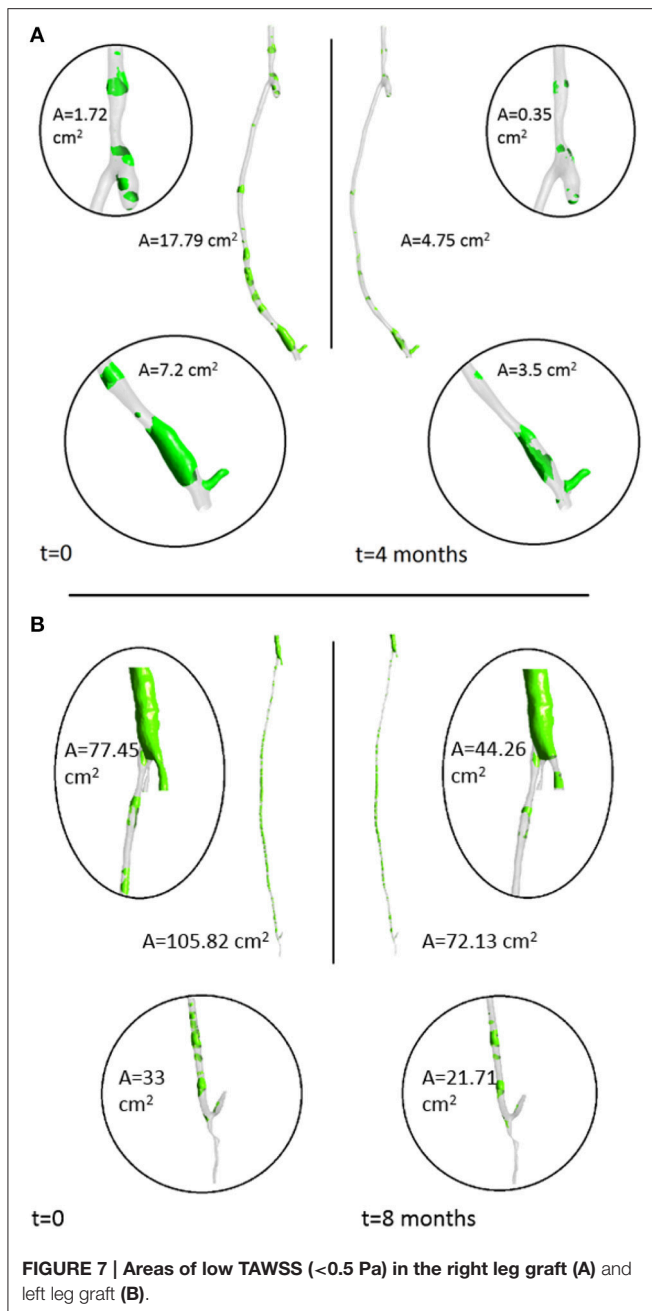 A
A=1.72
cm²
A=0.35
cm²
A=17.79 cm²
A=4.75 cm²
A=7.2 cm²
A=3.5 cm²
t=0
t=4 months
B
A=77.45
cm²
A=44.26
cm²
A=105.82 cm²
A=72.13 cm²
A=33
cm²
A=21.71
cm²
t=0
t=8 months
FIGURE 7 | Areas of low TAWSS (<0.5 Pa) in the right leg graft (A) and
left leg graft (B).